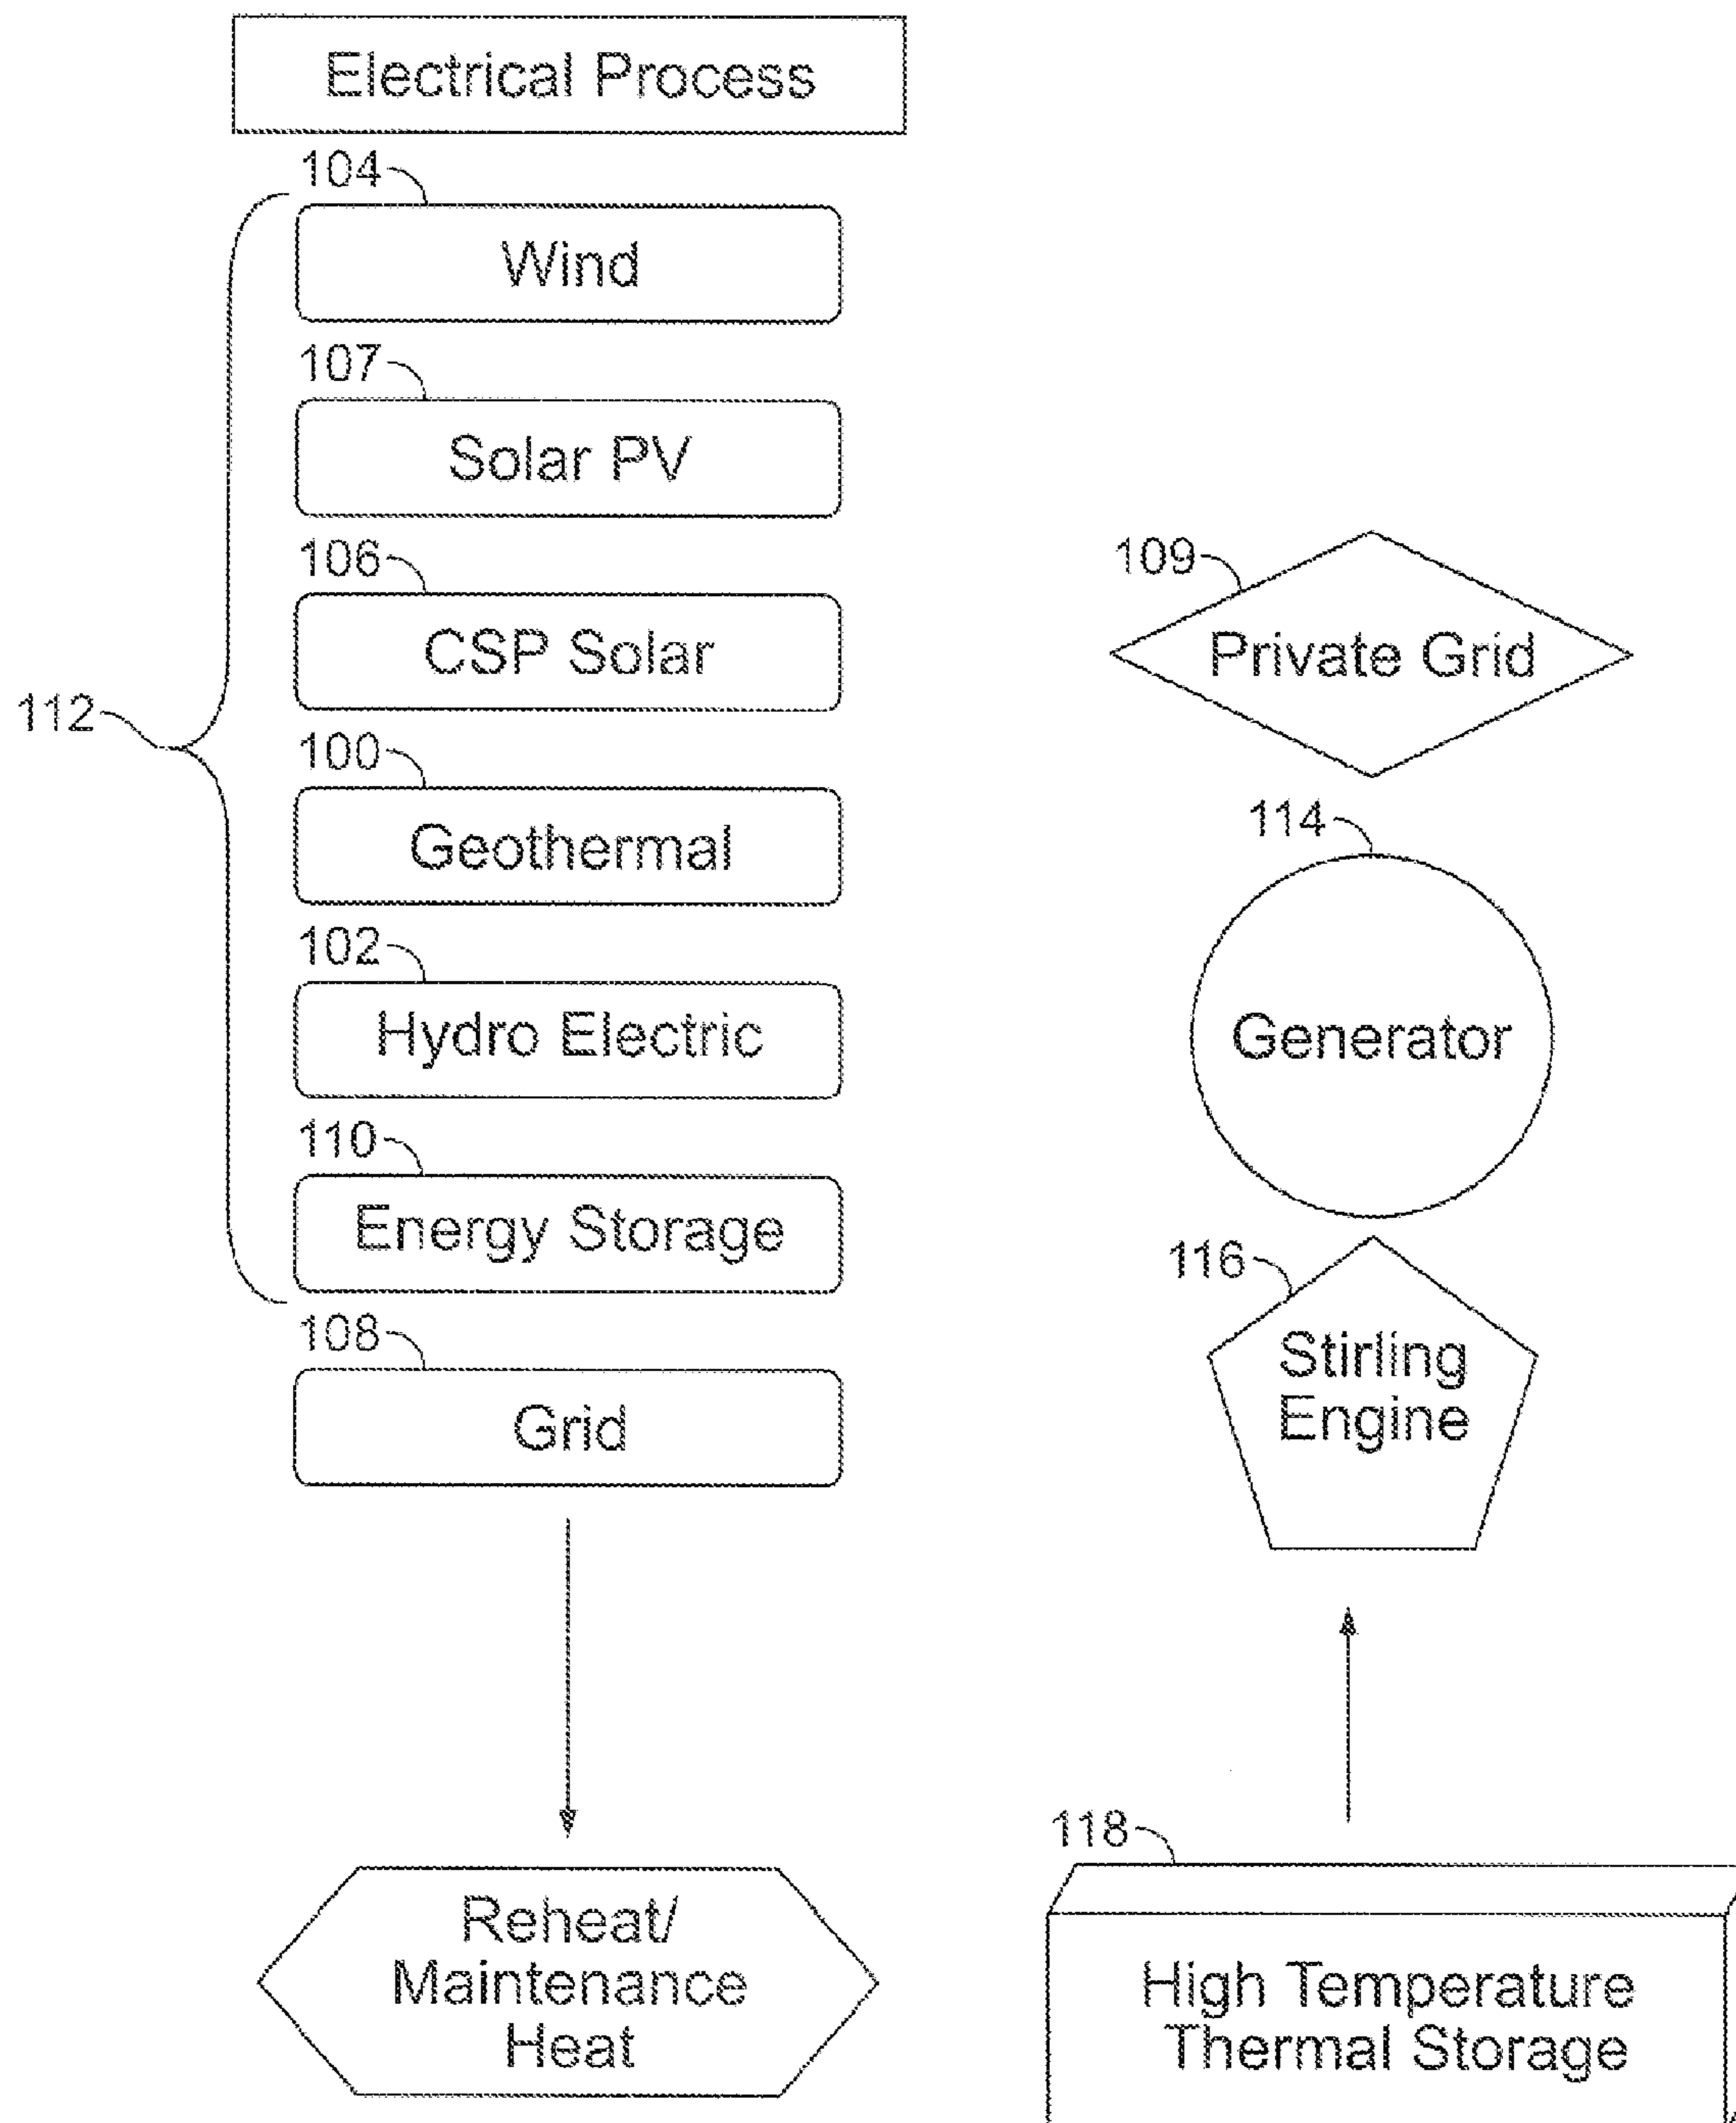 Electrical Process
104
Wind
107
Solar PV
106
CSP Solar
112
100
Geothermal
102
Hydro Electric
110
Energy Storage
108
Grid
Reheat/
Maintenance
Heat
109
Private Grid
114
Generator
116
Stirling
Engine
118
High Temperature
Thermal Storage